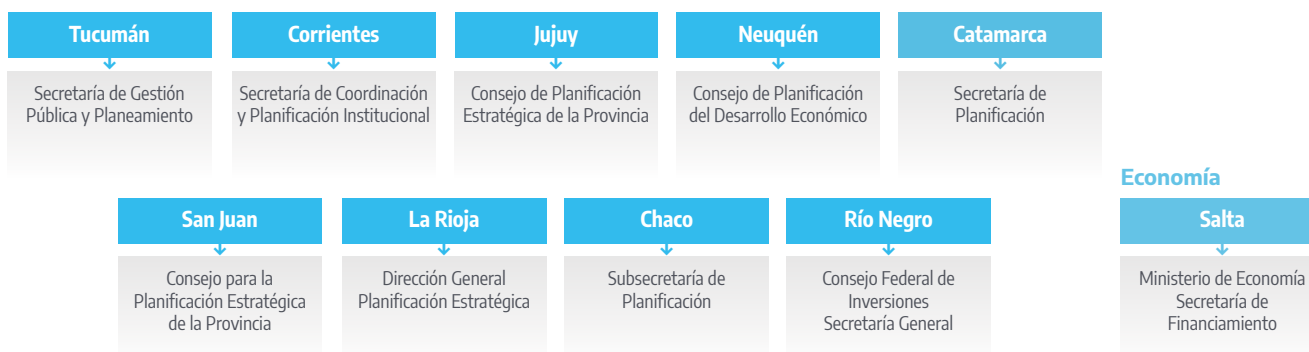 Tucumán
Corrientes
Jujuy
Neuquén
Catamarca
Secretaría de Gestión
Pública y Planeamiento
Secretaría de Coordinación
y Planificación Institucional
Consejo de Planificación
Estratégica de la Provincia
Consejo de Planificación
del Desarrollo Económico
Secretaría de
Planificación
Economía
San Juan
La Rioja
Chaco
Río Negro
Salta
Consejo para la
Planificación Estratégica
de la Provincia
Dirección General
Planificación Estratégica
Subsecretaría de
Planificación
Consejo Federal de
Inversiones
Secretaría General
Ministerio de Economía
Secretaría de
Financiamiento